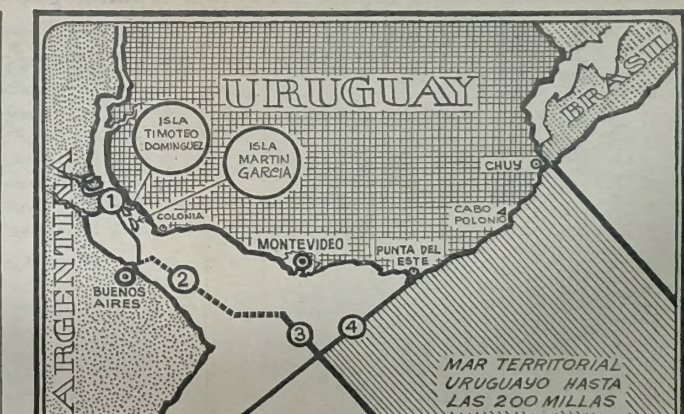 URUGUAY
BRASIL
ISLA
TIMOTEO
DOMINGUEZ
ISLA
MARTIN
GARCIA
ARGENTINA
CHUY
1
COLONIA
CABO
POLONIO
MONTEVIDEO
PUNTA DEL
ESTE
BUENOS
AIRES
2
3
4
MAR TERRITORIAL
URUGUAYO HASTA
LAS 200 MILLAS